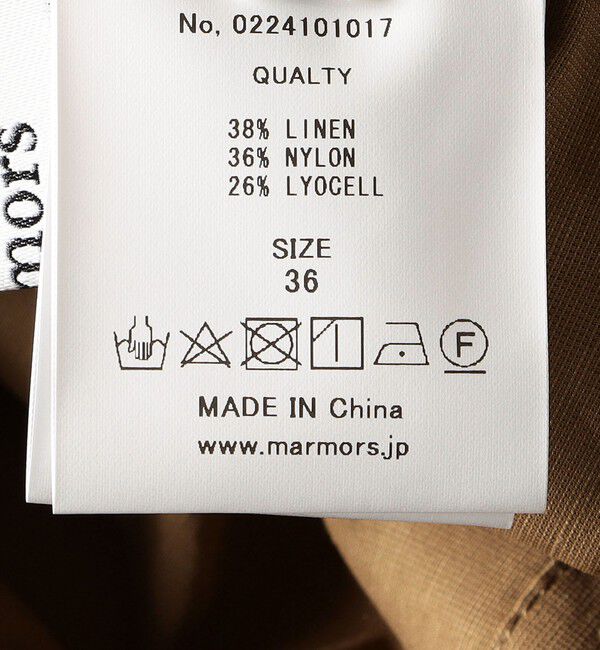 No, 0224101017
QUALTY
38% LINEN
36% NYLON
26% LYOCELL
SIZE
36
F
MADE IN China
www.marmors.jp
mors